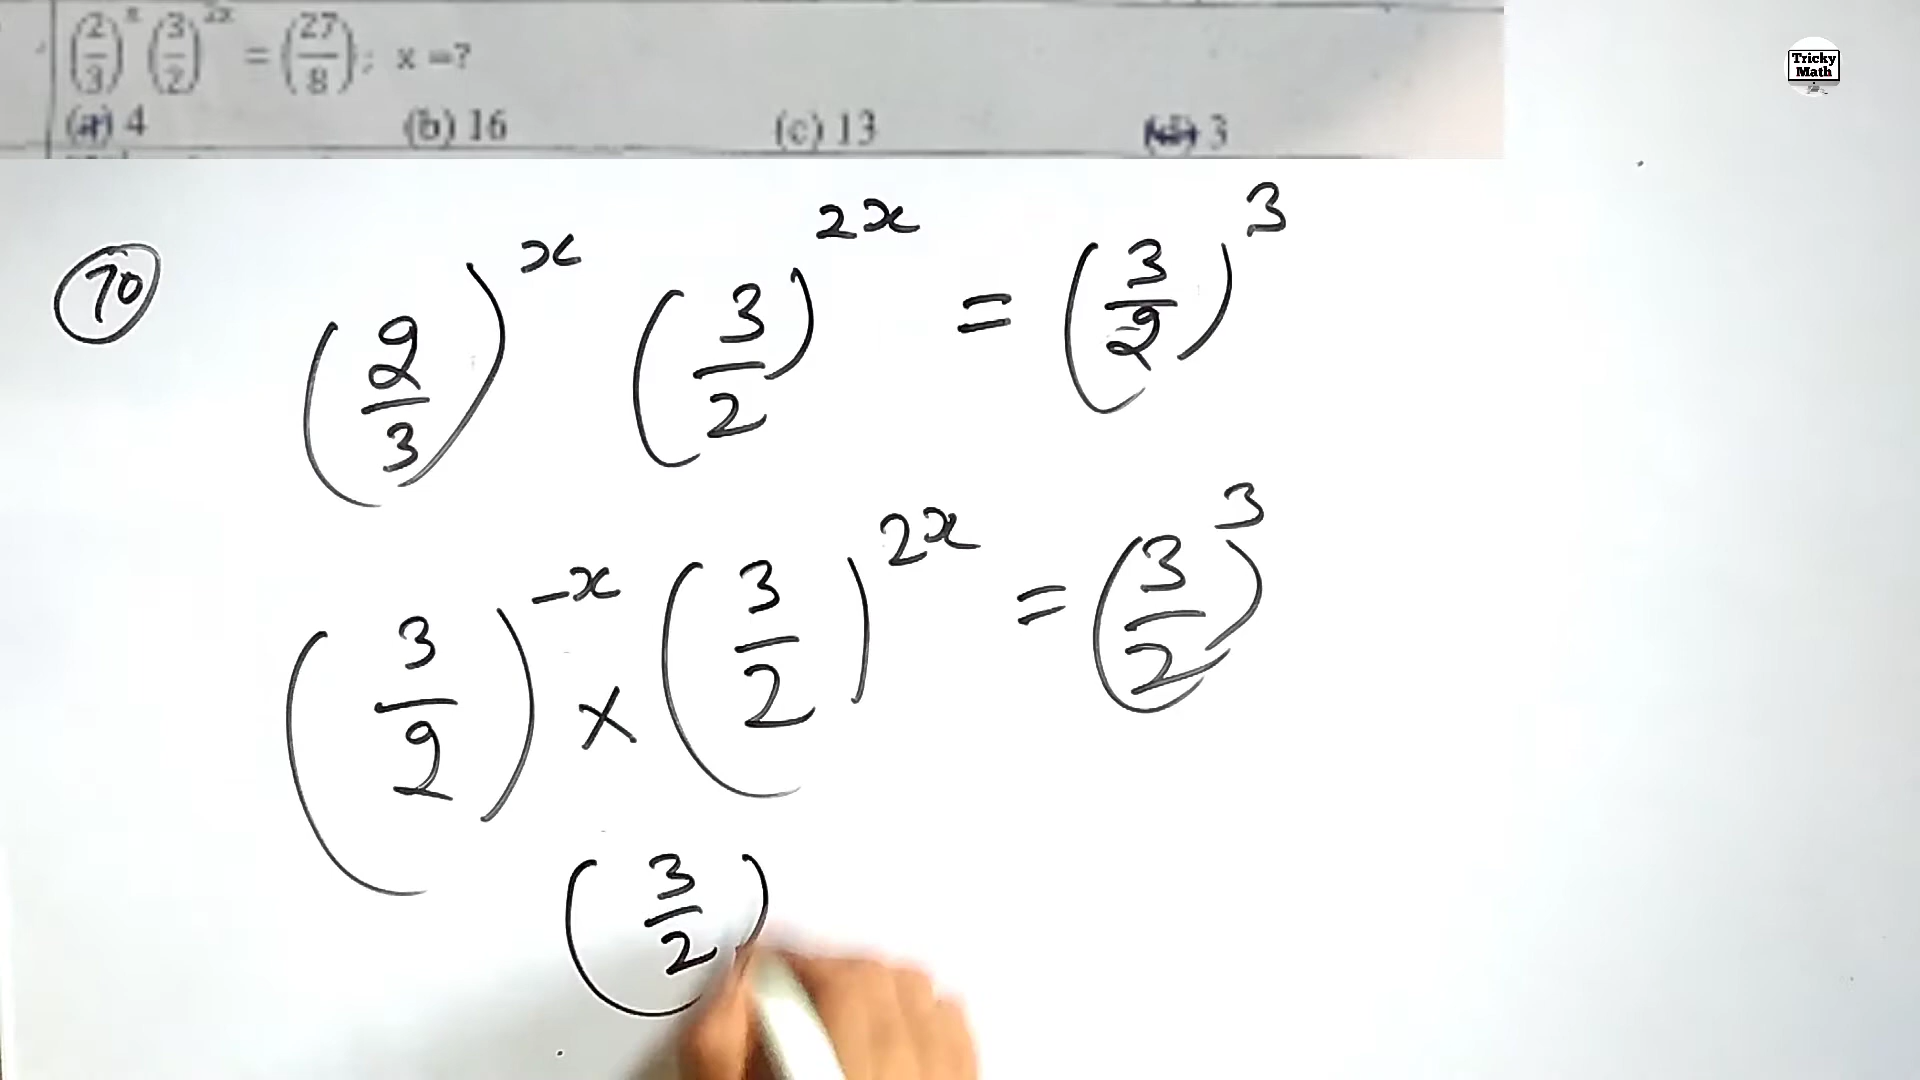 (2/3)^x (3/2)^2x = (27/8); x =?
(a) 4 (b) 16 (c) 13 (d) 3
Tricky
Math
70 (2/3)^x (3/2)^2x = (3/2)^3
(3/2)^-x × (3/2)^2x = (3/2)^3
(3/2)